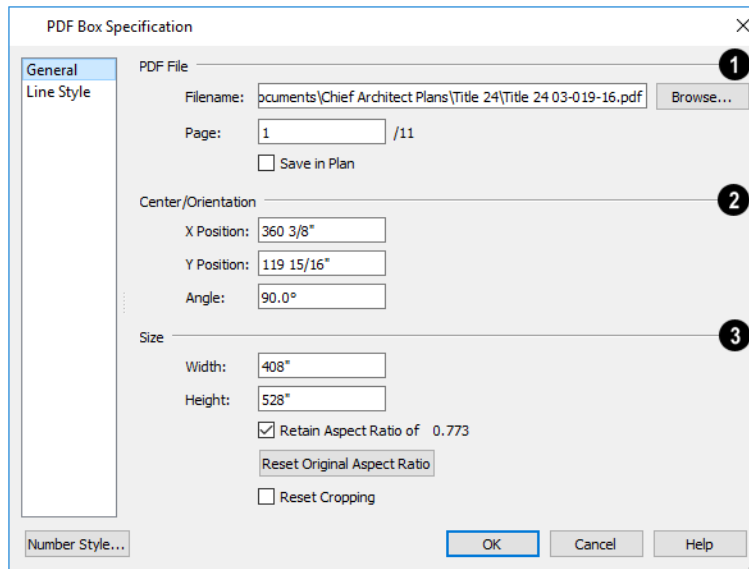 PDF Box Specification
General
Line Style
PDF File 1
Filename: ocuments\Chief Architect Plans\Title 24\Title 24 03-019-16.pdf Browse...
Page: 1 /11
Save in Plan
Center/Orientation 2
X Position: 360 3/8"
Y Position: 119 15/16"
Angle: 90.0°
Size 3
Width: 408"
Height: 528"
Retain Aspect Ratio of 0.773
Reset Original Aspect Ratio
Reset Cropping
Number Style... OK Cancel Help